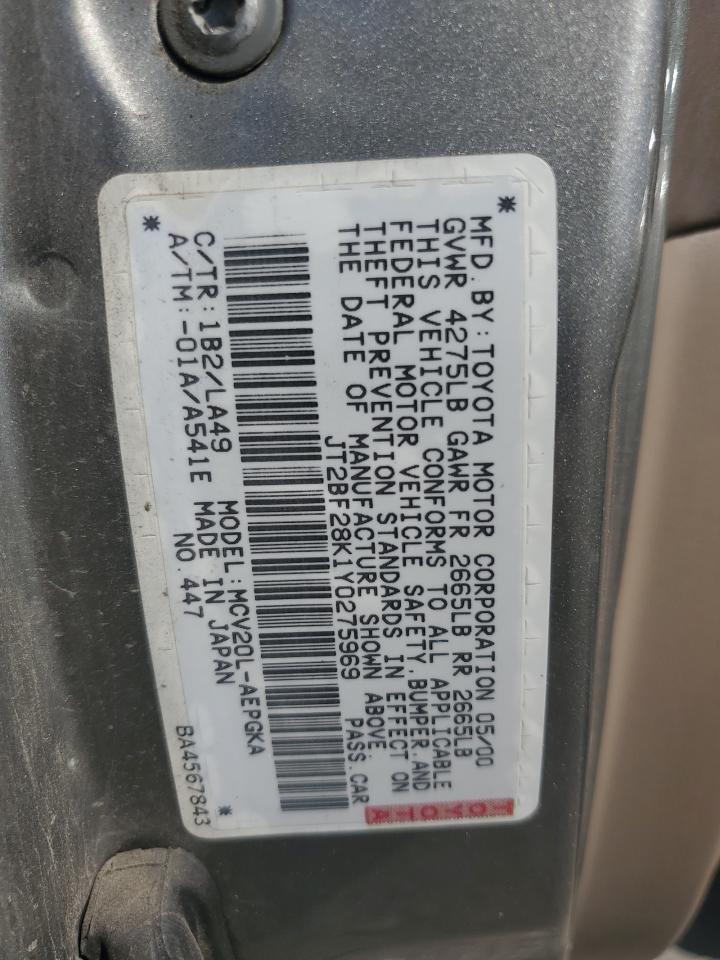 *
MFD. BY: TOYOTA MOTOR CORPORATION 05/00
GVWR 4275LB GAWR FR 2665LB RR 2665LB
THIS VEHICLE CONFORMS TO ALL APPLICABLE
FEDERAL MOTOR VEHICLE SAFETY, BUMPER, AND
THEFT PREVENTION STANDARDS IN EFFECT ON
THE DATE OF MANUFACTURE SHOWN ABOVE.
JT2BF28K1Y0275969 PASS. CAR
TOYOTA
* *
C/TR: 1B2/LA49 MODEL: MCV20L-AEPGKA
A/TM: -01A/A541E MADE IN JAPAN
NO. 447
BA4567843